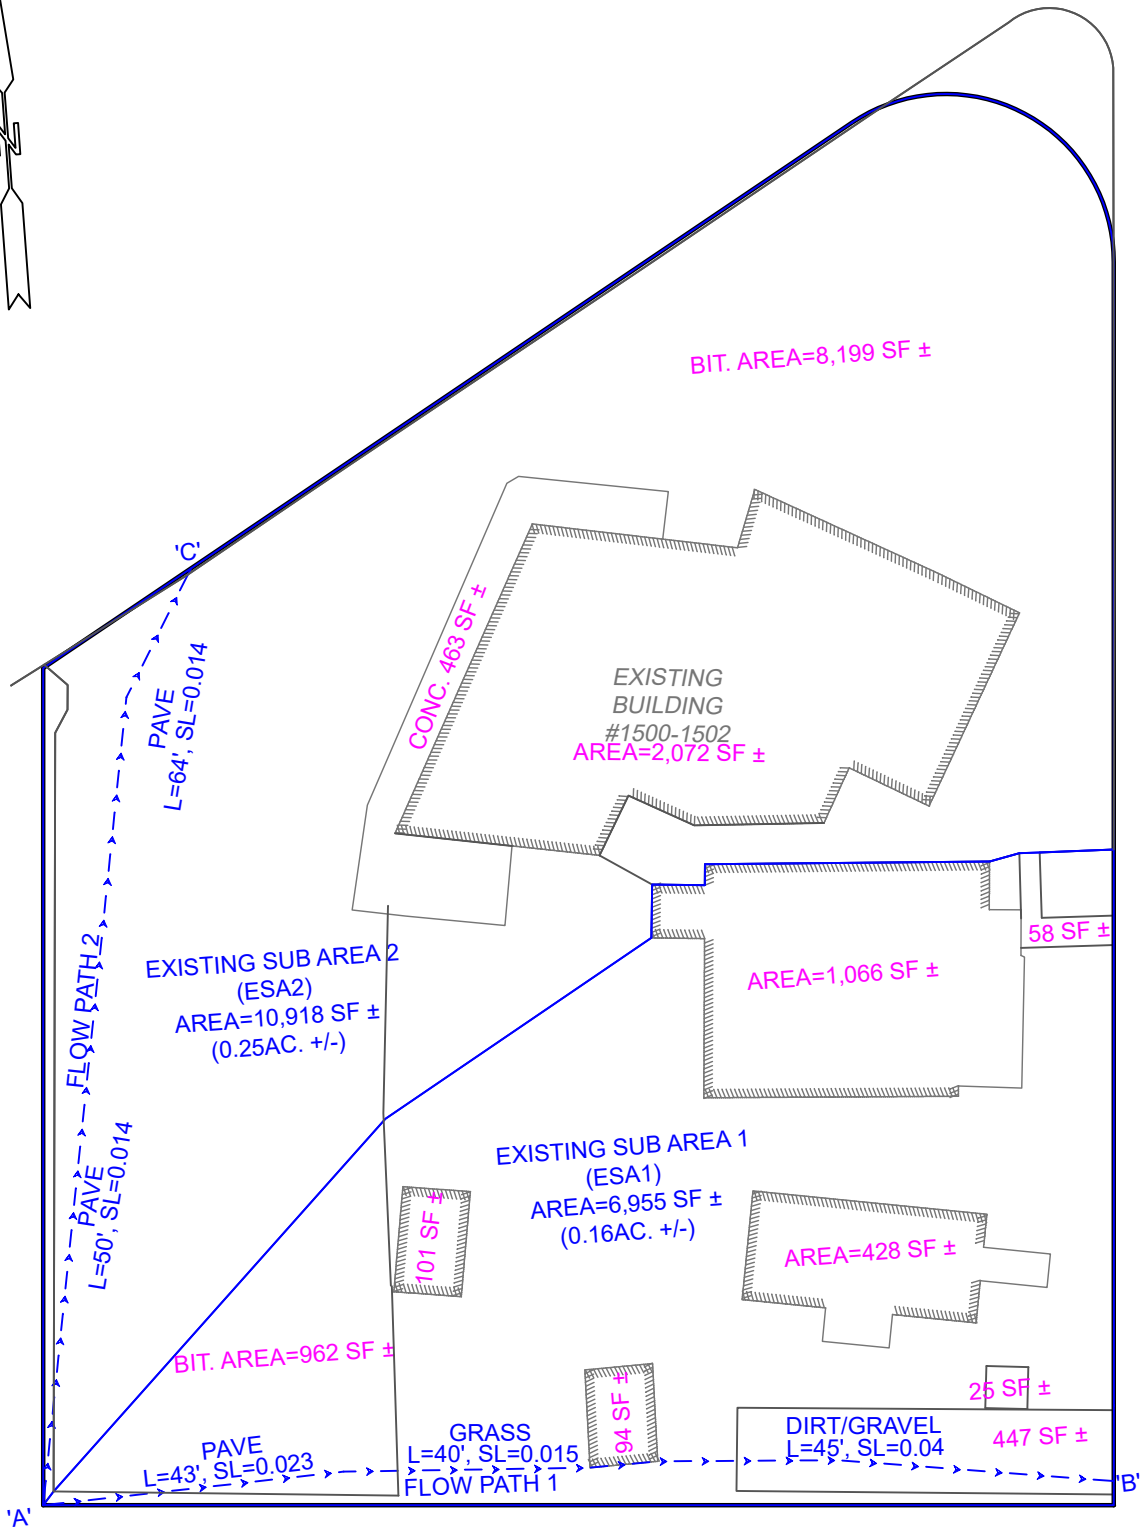 N
BIT. AREA=8,199 SF ±
'C'
PAVE
L=64', SL=0.014
CONC. 463 SF ±
EXISTING
BUILDING
#1500-1502
AREA=2,072 SF ±
58 SF ±
FLOW PATH 2
EXISTING SUB AREA 2
(ESA2)
AREA=10,918 SF ±
(0.25AC. +/-)
AREA=1,066 SF ±
PAVE
L=50', SL=0.014
EXISTING SUB AREA 1
(ESA1)
AREA=6,955 SF ±
(0.16AC. +/-)
101 SF ±
AREA=428 SF ±
BIT. AREA=962 SF ±
94 SF ±
25 SF ±
447 SF ±
PAVE
L=43', SL=0.023
GRASS
L=40', SL=0.015
FLOW PATH 1
DIRT/GRAVEL
L=45', SL=0.04
'A'
'B'